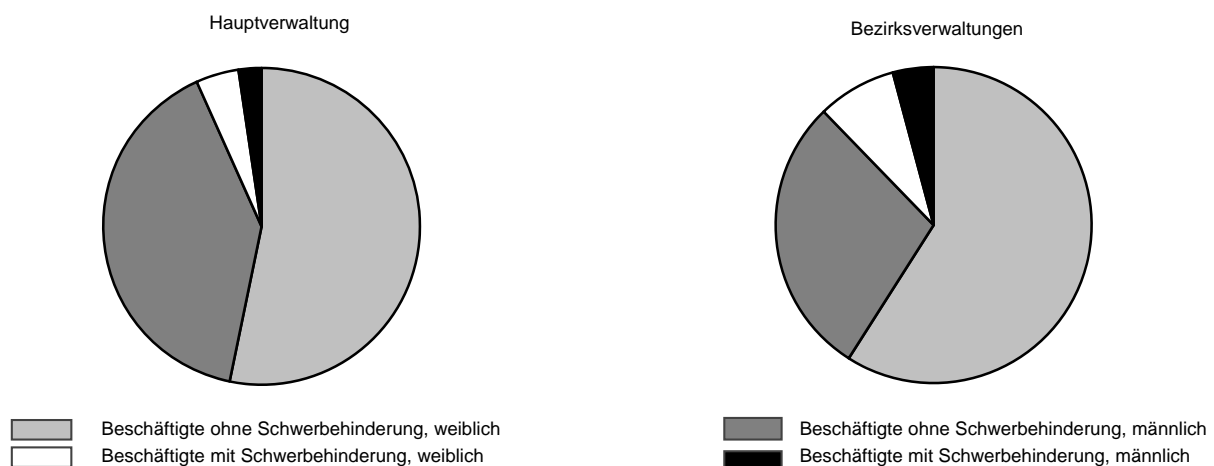 Hauptverwaltung
Bezirksverwaltungen
Beschäftigte ohne Schwerbehinderung, weiblich
Beschäftigte mit Schwerbehinderung, weiblich
Beschäftigte ohne Schwerbehinderung, männlich
Beschäftigte mit Schwerbehinderung, männlich